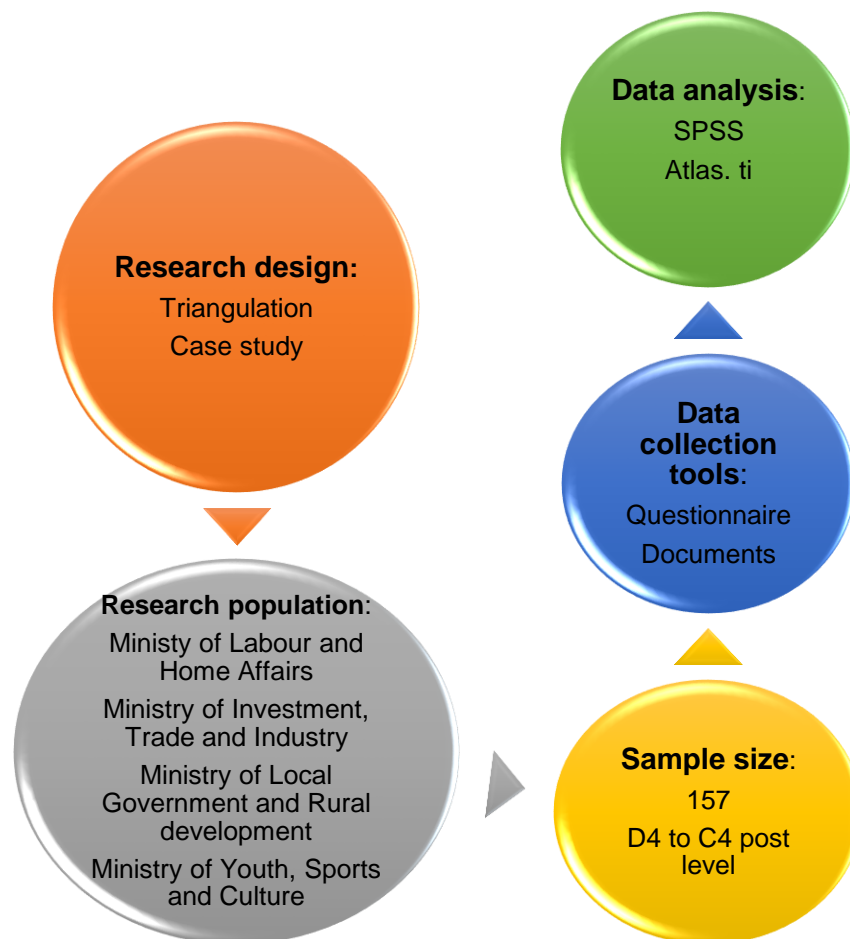 Research design:
Triangulation
Case study
Research population:
Ministy of Labour and
Home Affairs
Ministry of Investment,
Trade and Industry
Ministry of Local
Government and Rural
development
Ministry of Youth, Sports
and Culture
Sample size:
157
D4 to C4 post
level
Data
collection
tools:
Questionnaire
Documents
Data analysis:
SPSS
Atlas. ti